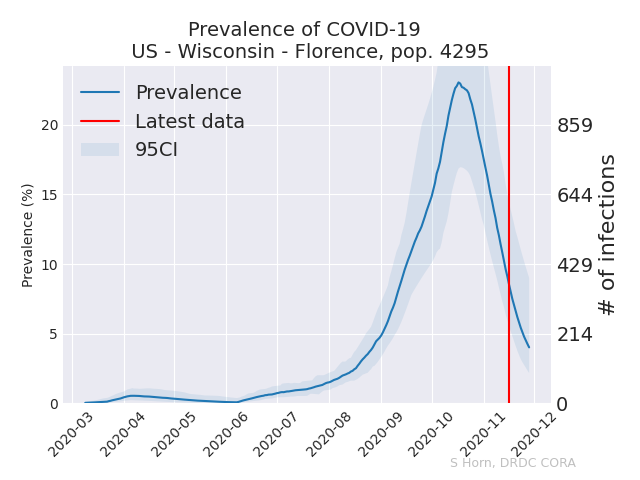 Prevalence of COVID-19
US - Wisconsin - Florence, pop. 4295
Prevalence
Latest data
95CI
Prevalence (%)
20
15
10
5
0
859
644
429
214
0
# of infections
2020-03
2020-04
2020-05
2020-06
2020-07
2020-08
2020-09
2020-10
2020-11
2020-12
S Horn, DRDC CORA